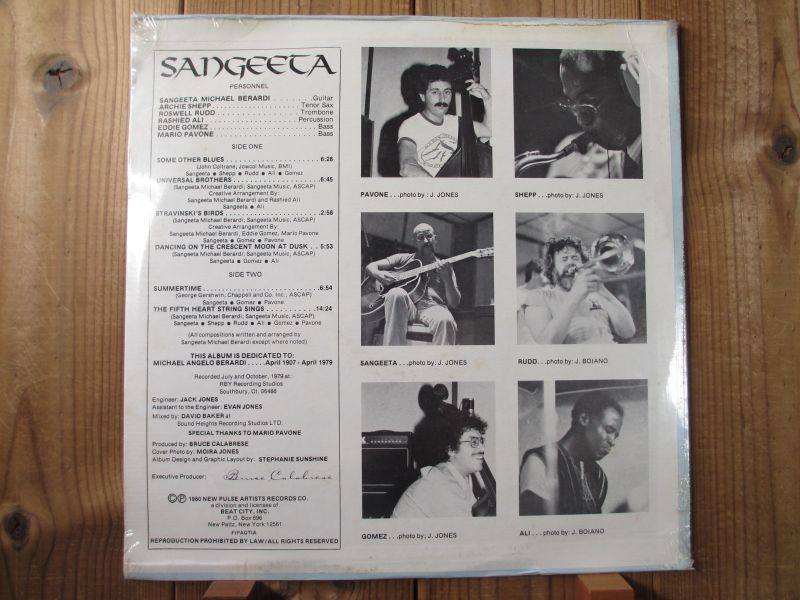 SANGEETA
PERSONNEL
SANGEETA MICHAEL BERARDI . . . . . . .Guitar
ARCHIE SHEPP . . . . . . . . . . . . . . . Tenor Sax
ROSWELL RUDD . . . . . . . . . . . . . . Trombone
RASHIED ALI . . . . . . . . . . . . . . . Percussion
EDDIE GOMEZ . . . . . . . . . . . . . . . . . . Bass
MARIO PAVONE . . . . . . . . . . . . . . . . . Bass
SIDE ONE
SOME OTHER BLUES . . . . . . . . . . . . . . . . . 6:26
(John Coltrane; Jowcol Music, BMI)
Sangeeta ● Shepp ● Rudd ● Ali ● Gomez
UNIVERSAL BROTHERS . . . . . . . . . . . . . . 6:45
(Sangeeta Michael Berardi; Sangeeta Music, ASCAP)
Creative Arrangement By:
Sangeeta Michael Berardi and Rashied Ali
Sangeeta ● Ali
STRAVINSKI'S BIRDS . . . . . . . . . . . . . . . . 2:58
(Sangeeta Michael Berardi; Sangeeta Music, ASCAP)
Creative Arrangement By:
Sangeeta Michael Berardi, Eddie Gomez, Mario Pavone
Sangeeta ● Gomez ● Pavone
DANCING ON THE CRESCENT MOON AT DUSK . . 5:53
(Sangeeta Michael Berardi; Sangeeta Music, ASCAP)
Sangeeta ● Gomez ● Ali
SIDE TWO
SUMMERTIME . . . . . . . . . . . . . . . . . . . . . 6:54
(George Gershwin; Chappell and Co. Inc., ASCAP)
Sangeeta ● Gomez ● Pavone
THE FIFTH HEART STRING SINGS . . . . . . . . . 14:24
(Sangeeta Michael Berardi; Sangeeta Music, ASCAP)
Sangeeta ● Shepp ● Rudd ● Ali ● Gomez ● Pavone
(All compositions written and arranged by
Sangeeta Michael Berardi except where noted)
THIS ALBUM IS DEDICATED TO:
MICHAEL ANGELO BERARDI . . . . .April 1907 - April 1979
Recorded July and October, 1979 at:
RBY Recording Studios
Southbury, Ct. 06488
Engineer: JACK JONES
Assistant to the Engineer: EVAN JONES
Mixed by: DAVID BAKER at
Sound Heights Recording Studios LTD.
SPECIAL THANKS TO MARIO PAVONE
Produced by: BRUCE CALABRESE
Cover Photo by: MOIRA JONES
Album Design and Graphic Layout by: STEPHANIE SUNSHINE
Executive Producer: Bruce Calabrese
©℗ 1980 NEW PULSE ARTISTS RECORDS CO.
a division and licensee of
BEAT CITY, INC.
P.O. Box 696
New Paltz, New York 12561
FIPAOTIA
REPRODUCTION PROHIBITED BY LAW/ALL RIGHTS RESERVED
PAVONE . . .photo by: J. JONES
SHEPP . . .photo by: J. JONES
SANGEETA . . .photo by: J. JONES
RUDD . . .photo by: J. BOIANO
GOMEZ . . .photo by: J. JONES
ALI . . .photo by: J. BOIANO